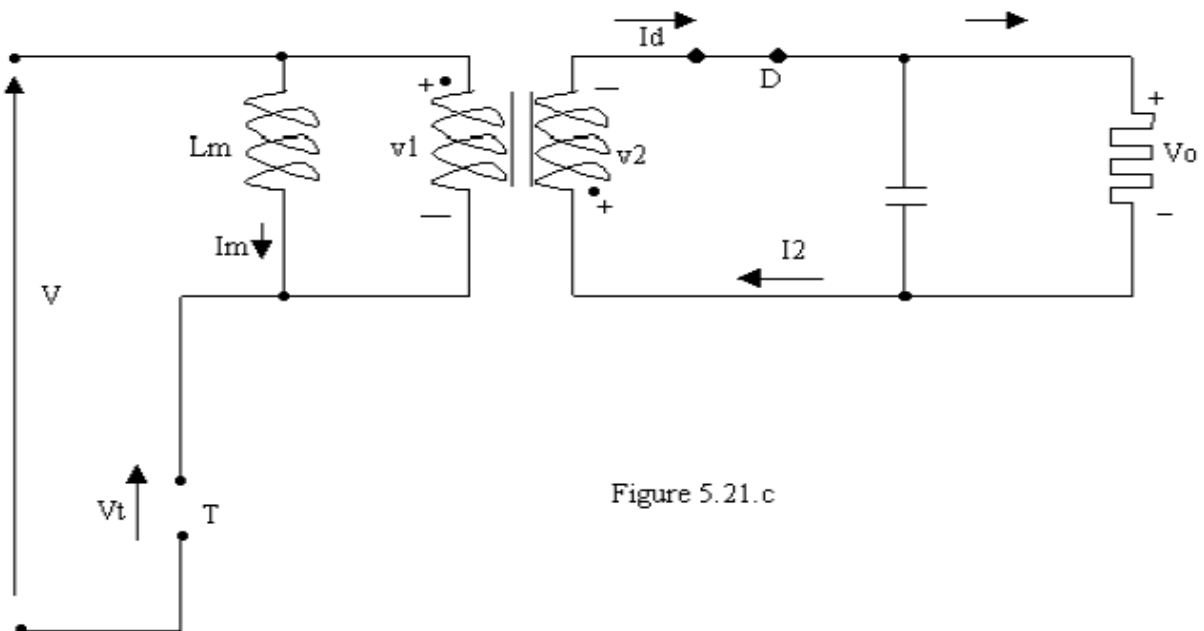 Id
D
+
–
+
Lm
v1
v2
Vo
–
+
–
Im
I2
V
Vt
T
Figure 5.21.c